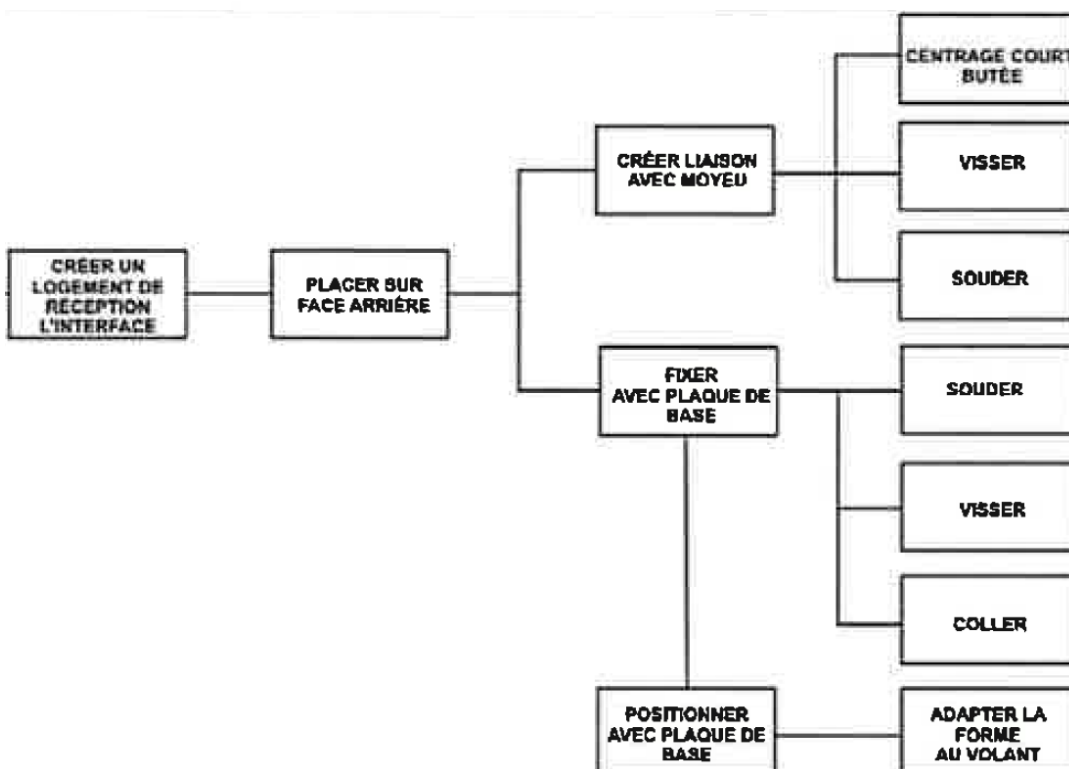 CRÉER UN
LOGEMENT DE
RÉCEPTION
L'INTERFACE
PLACER SUR
FACE ARRIÈRE
CRÉER LIAISON
AVEC MOYEU
CENTRAGE COURT
BUTÉE
VISSER
SOUDER
FIXER
AVEC PLAQUE DE
BASE
SOUDER
VISSER
COLLER
POSITIONNER
AVEC PLAQUE DE
BASE
ADAPTER LA
FORME
AU VOLANT